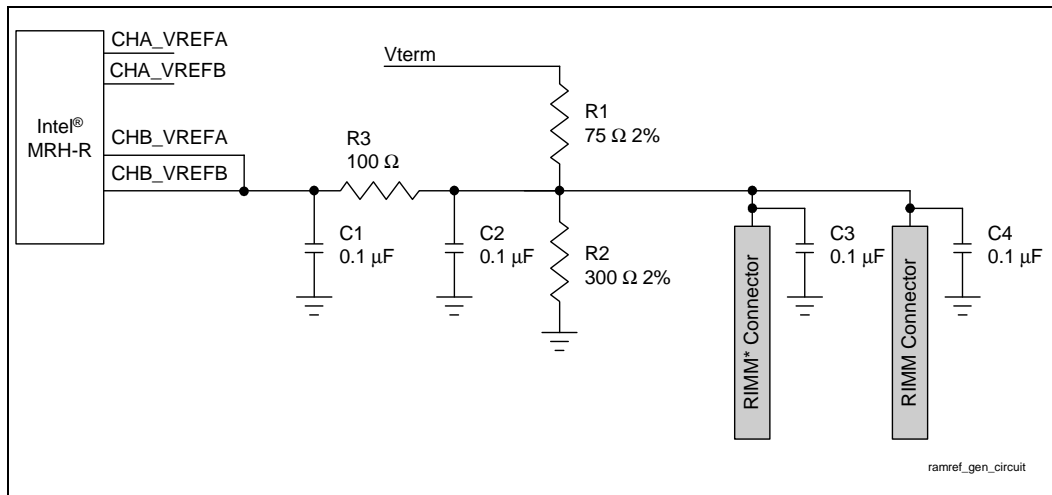 CHA_VREFA
CHA_VREFB
Vterm
Intel®
MRH-R
R1
75 Ω 2%
CHB_VREFA
R3
100 Ω
CHB_VREFB
C1
0.1 µF
C2
0.1 µF
R2
300 Ω 2%
C3
0.1 µF
C4
0.1 µF
RIMM* Connector
RIMM Connector
ramref_gen_circuit